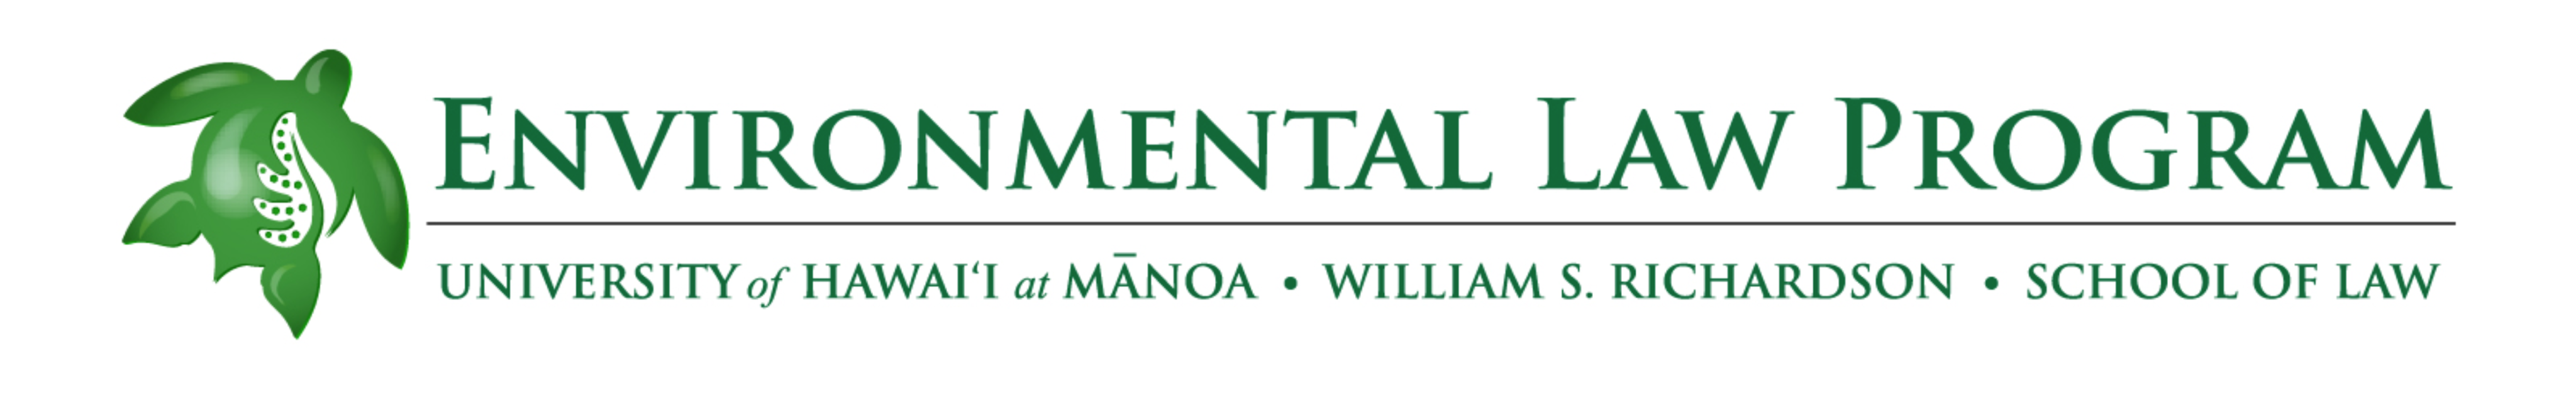 ENVIRONMENTAL LAW PROGRAM
UNIVERSITY of HAWAIʻI at MĀNOA • WILLIAM S. RICHARDSON • SCHOOL OF LAW